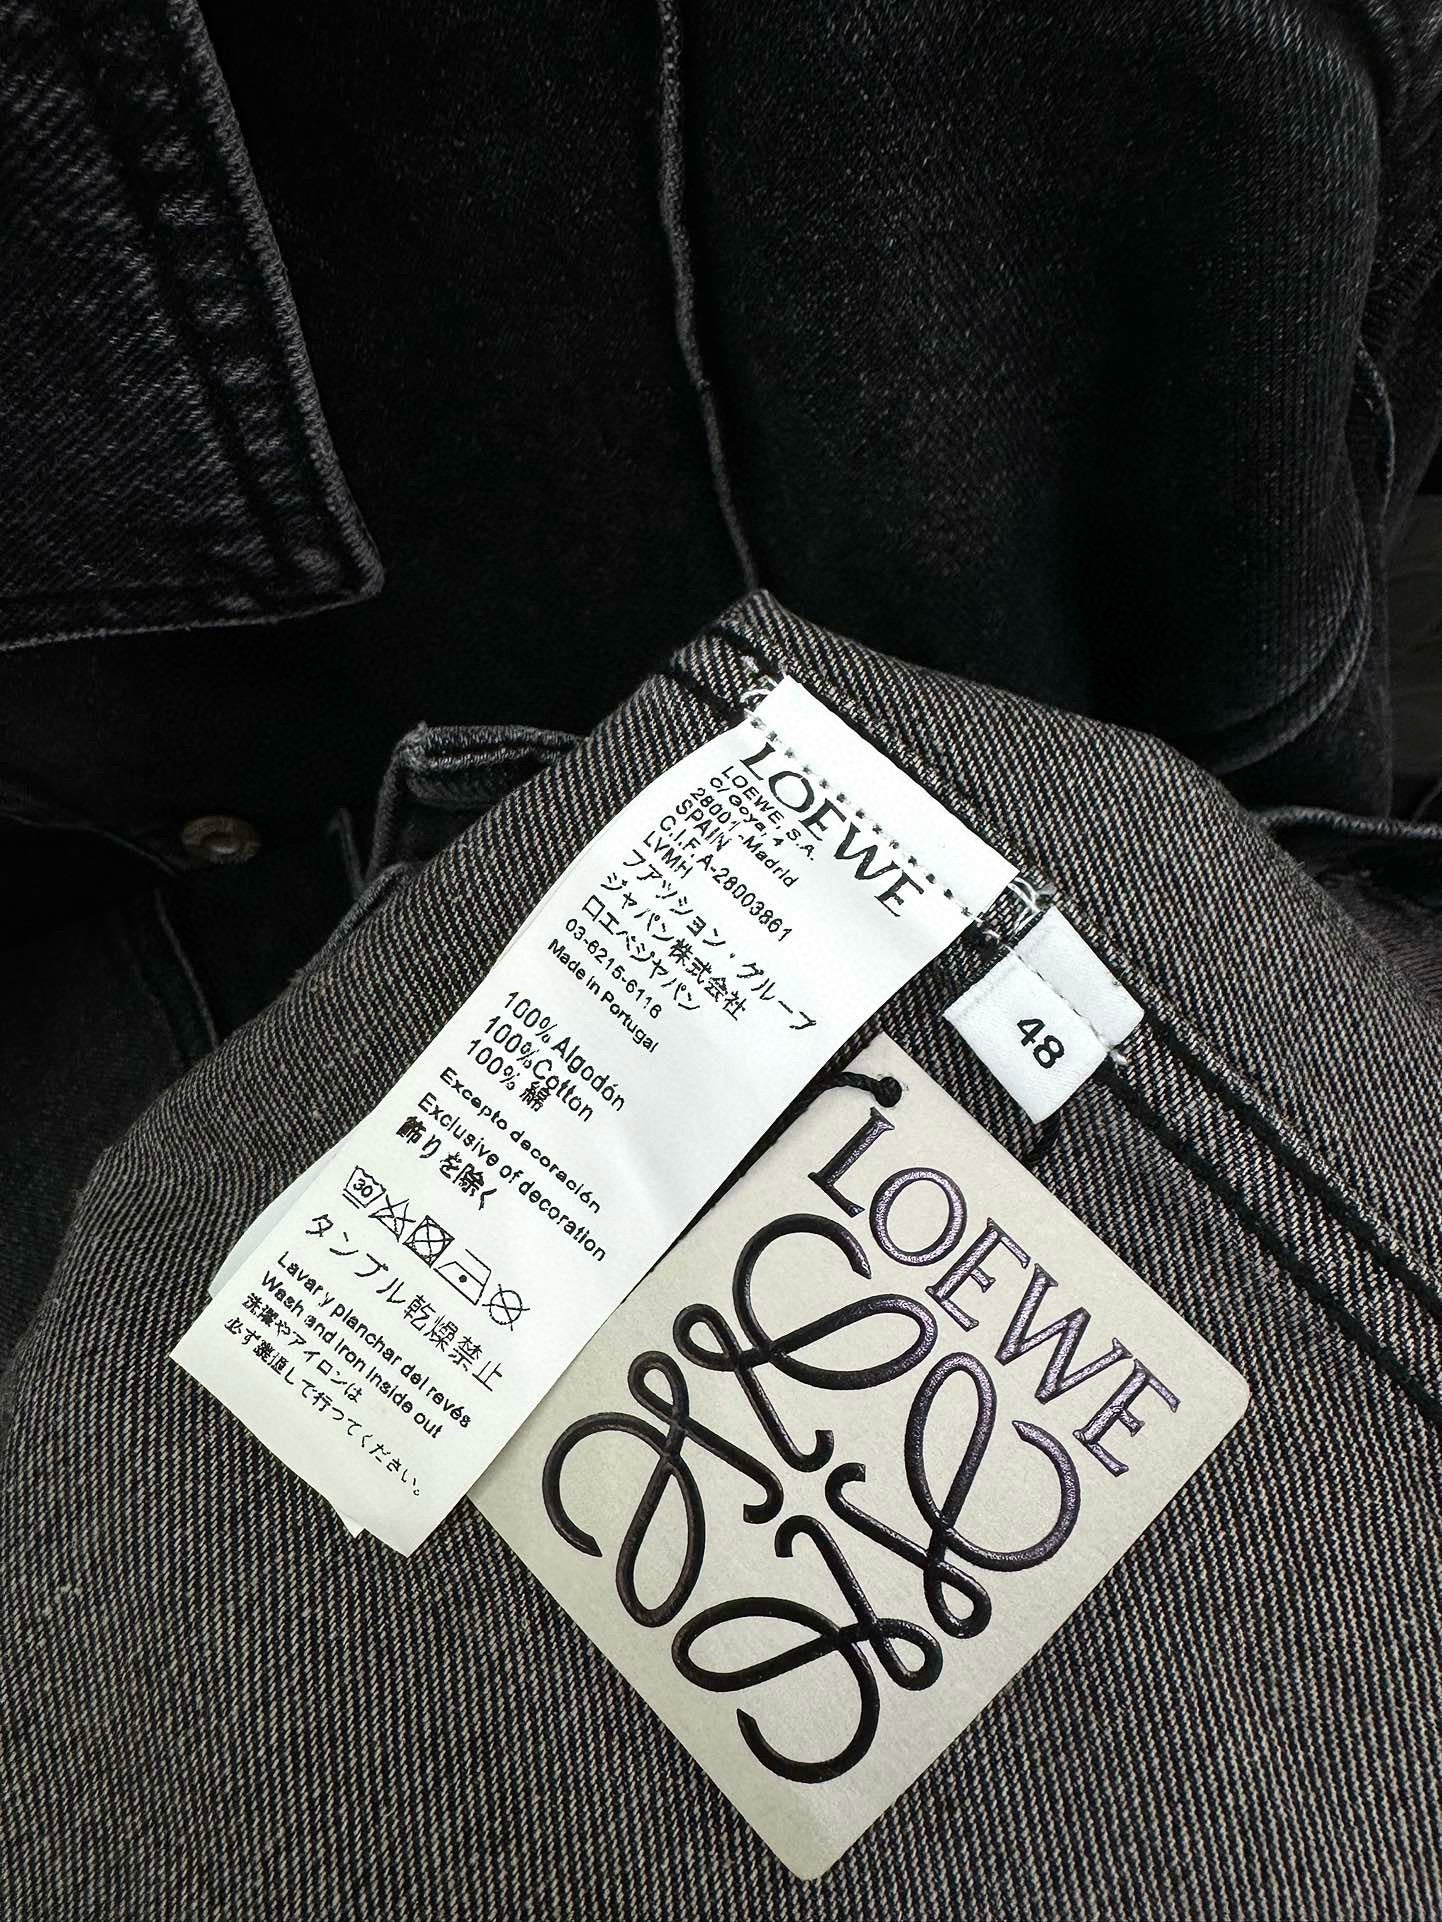 LOEWE
LOEWE, S.A.
C/Goya, 4
28001-Madrid
SPAIN
C.I.F. A-28003861
LVMH
ファッション・グループ
ジャパン株式会社
ロエベジャパン
03-6215-6116
Made in Portugal
100% Algodón
100% Cotton
100% 綿
Excepto decoración
Exclusive of decoration
飾りを除く
30
タンブル乾燥禁止
Lavar y planchar del revés
Wash and iron inside out
洗濯やアイロンは
必ず裏返して行ってください。
48
LOEWE